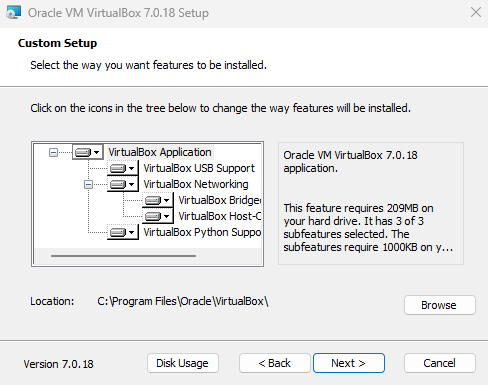 Oracle VM VirtualBox 7.0.18 Setup
Custom Setup
Select the way you want features to be installed.
Click on the icons in the tree below to change the way features will be installed.
VirtualBox Application
VirtualBox USB Support
VirtualBox Networking
VirtualBox Bridge
VirtualBox Host-C
VirtualBox Python Suppo
Oracle VM VirtualBox 7.0.18
application.
This feature requires 209MB on
your hard drive. It has 3 of 3
subfeatures selected. The
subfeatures require 1000KB on y...
Location: C:\Program Files\Oracle\VirtualBox\
Browse
Version 7.0.18
Disk Usage
< Back
Next >
Cancel